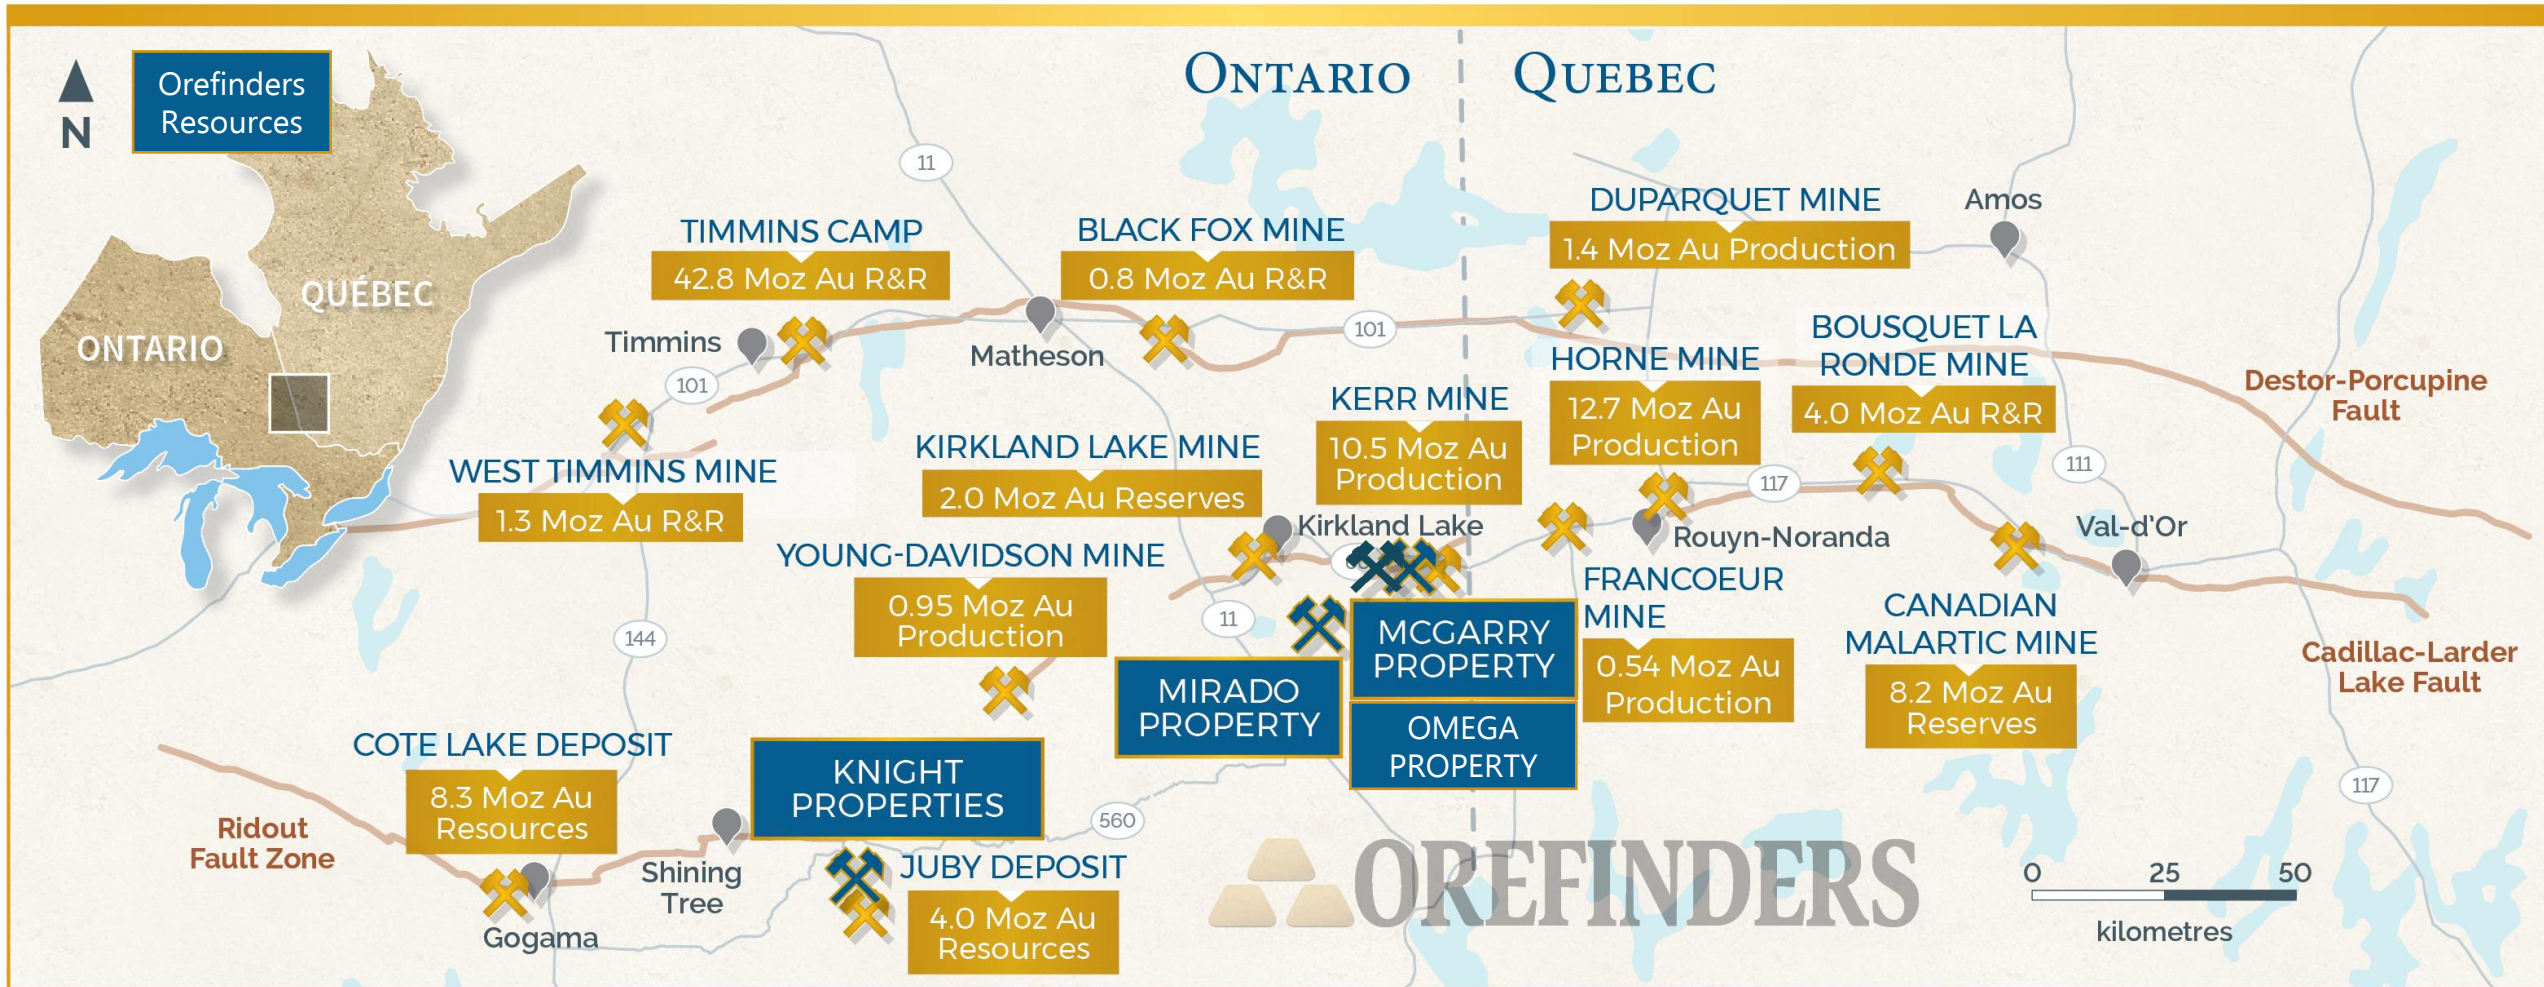 ONTARIO
QUEBEC
N
Orefinders
Resources
QUÉBEC
ONTARIO
11
TIMMINS CAMP
42.8 Moz Au R&R
BLACK FOX MINE
0.8 Moz Au R&R
DUPARQUET MINE
1.4 Moz Au Production
Amos
Timmins
Matheson
101
101
BOUSQUET LA
RONDE MINE
4.0 Moz Au R&R
HORNE MINE
12.7 Moz Au
Production
KERR MINE
10.5 Moz Au
Production
Destor-Porcupine
Fault
WEST TIMMINS MINE
1.3 Moz Au R&R
KIRKLAND LAKE MINE
2.0 Moz Au Reserves
117
111
Kirkland Lake
Rouyn-Noranda
Val-d'Or
YOUNG-DAVIDSON MINE
0.95 Moz Au
Production
11
144
MCGARRY
PROPERTY
FRANCOEUR
MINE
0.54 Moz Au
Production
CANADIAN
MALARTIC MINE
8.2 Moz Au
Reserves
Cadillac-Larder
Lake Fault
MIRADO
PROPERTY
OMEGA
PROPERTY
COTE LAKE DEPOSIT
8.3 Moz Au
Resources
KNIGHT
PROPERTIES
117
560
Ridout
Fault Zone
Shining
Tree
JUBY DEPOSIT
4.0 Moz Au
Resources
Gogama
OREFINDERS
0 25 50
kilometres